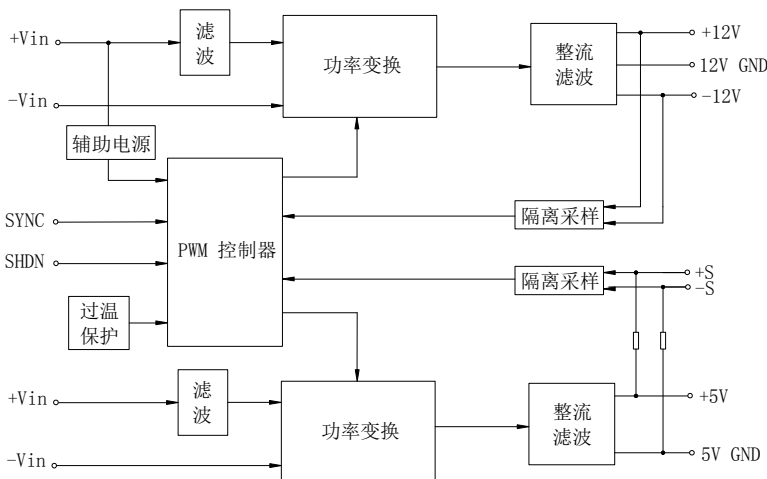 +Vin
滤
波
功率变换
整流
滤波
+12V
12V GND
-Vin
-12V
辅助电源
SYNC
PWM 控制器
隔离采样
SHDN
隔离采样
+S
-S
过温
保护
+Vin
滤
波
功率变换
整流
滤波
+5V
-Vin
5V GND